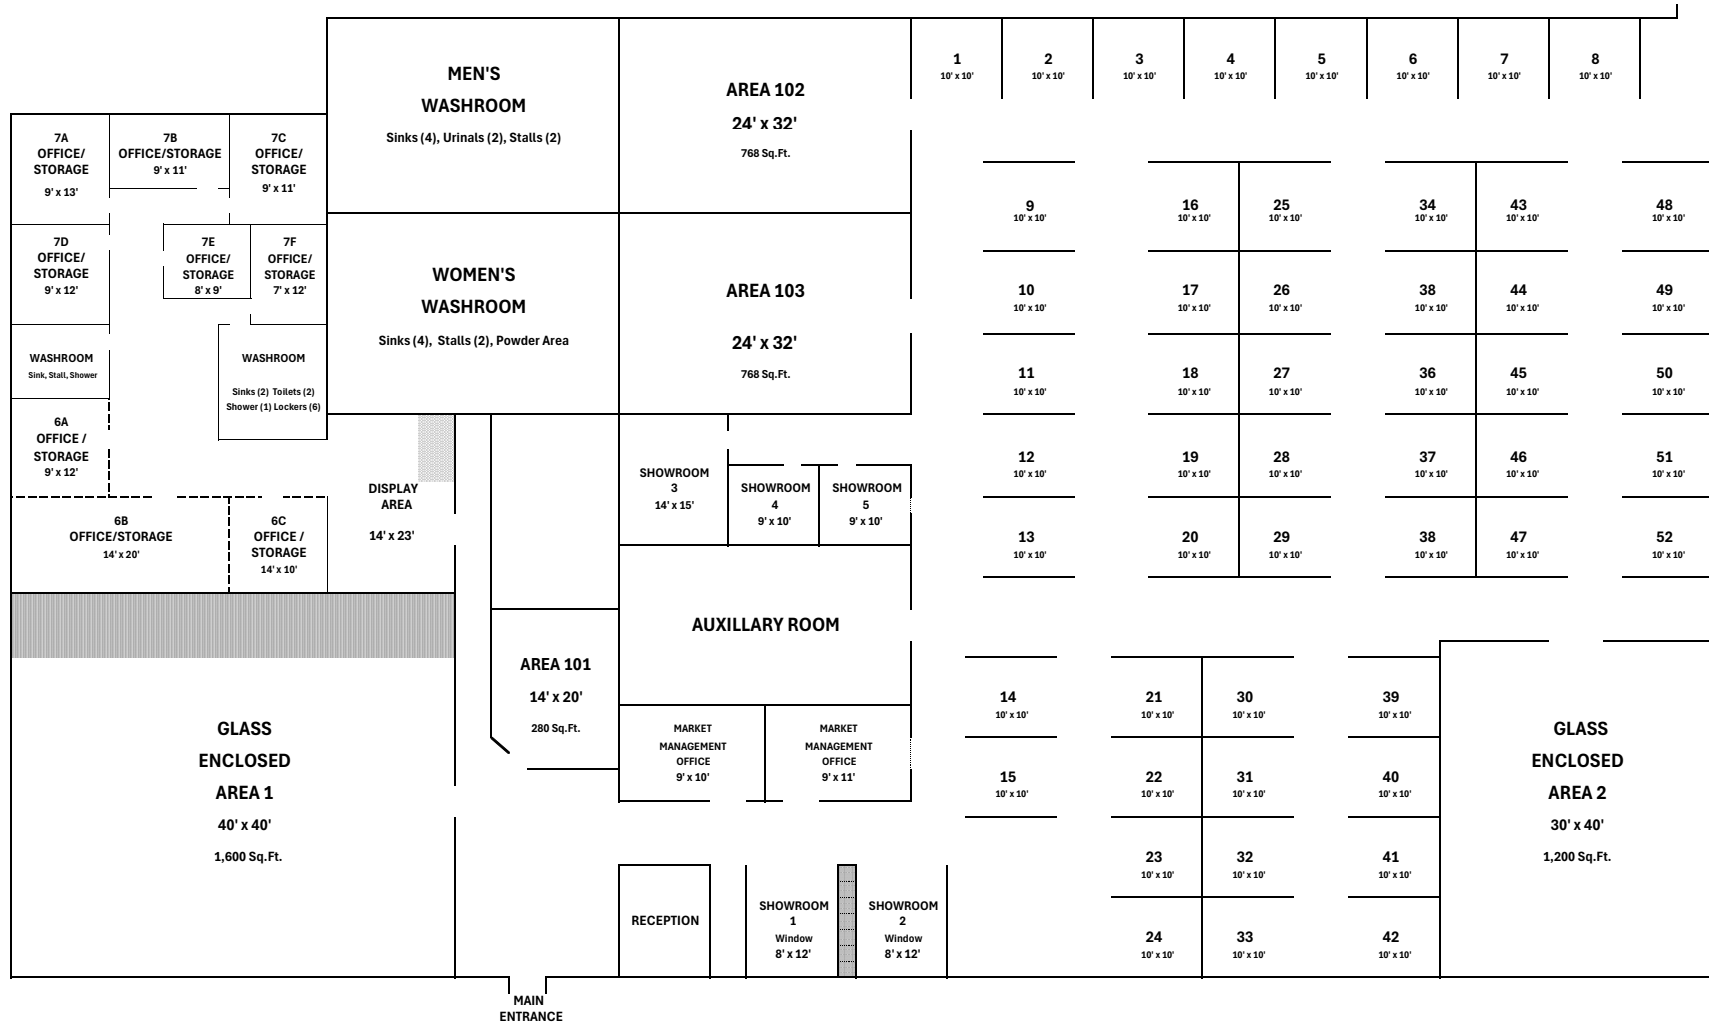 MEN'S
WASHROOM
Sinks (4), Urinals (2), Stalls (2)
AREA 102
24' x 32'
768 Sq.Ft.
1
10' x 10'
2
10' x 10'
3
10' x 10'
4
10' x 10'
5
10' x 10'
6
10' x 10'
7
10' x 10'
8
10' x 10'
7A
OFFICE/
STORAGE
9' x 13'
7B
OFFICE/STORAGE
9' x 11'
7C
OFFICE/
STORAGE
9' x 11'
7D
OFFICE/
STORAGE
9' x 12'
7E
OFFICE/
STORAGE
8' x 9'
7F
OFFICE/
STORAGE
7' x 12'
WOMEN'S
WASHROOM
Sinks (4), Stalls (2), Powder Area
AREA 103
24' x 32'
768 Sq.Ft.
9
10' x 10'
16
10' x 10'
25
10' x 10'
34
10' x 10'
43
10' x 10'
48
10' x 10'
10
10' x 10'
17
10' x 10'
26
10' x 10'
38
10' x 10'
44
10' x 10'
49
10' x 10'
11
10' x 10'
18
10' x 10'
27
10' x 10'
36
10' x 10'
45
10' x 10'
50
10' x 10'
12
10' x 10'
19
10' x 10'
28
10' x 10'
37
10' x 10'
46
10' x 10'
51
10' x 10'
13
10' x 10'
20
10' x 10'
29
10' x 10'
38
10' x 10'
47
10' x 10'
52
10' x 10'
WASHROOM
Sink, Stall, Shower
WASHROOM
Sinks (2) Toilets (2)
Shower (1) Lockers (6)
6A
OFFICE /
STORAGE
9' x 12'
6B
OFFICE/STORAGE
14' x 20'
6C
OFFICE /
STORAGE
14' x 10'
DISPLAY
AREA
14' x 23'
SHOWROOM
3
14' x 15'
SHOWROOM
4
9' x 10'
SHOWROOM
5
9' x 10'
AUXILLARY ROOM
AREA 101
14' x 20'
280 Sq.Ft.
MARKET
MANAGEMENT
OFFICE
9' x 10'
MARKET
MANAGEMENT
OFFICE
9' x 11'
GLASS
ENCLOSED
AREA 1
40' x 40'
1,600 Sq.Ft.
14
10' x 10'
21
10' x 10'
30
10' x 10'
39
10' x 10'
15
10' x 10'
22
10' x 10'
31
10' x 10'
40
10' x 10'
23
10' x 10'
32
10' x 10'
41
10' x 10'
24
10' x 10'
33
10' x 10'
42
10' x 10'
GLASS
ENCLOSED
AREA 2
30' x 40'
1,200 Sq.Ft.
RECEPTION
SHOWROOM
1
Window
8' x 12'
SHOWROOM
2
Window
8' x 12'
MAIN
ENTRANCE